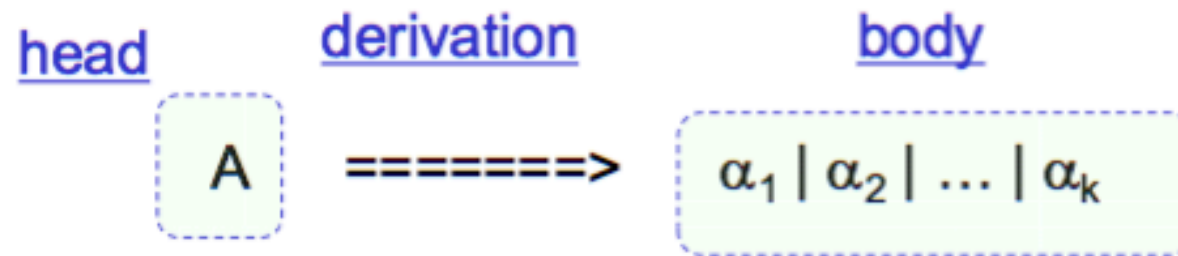 head derivation body
A =======> α₁ | α₂ | ... | αₖ